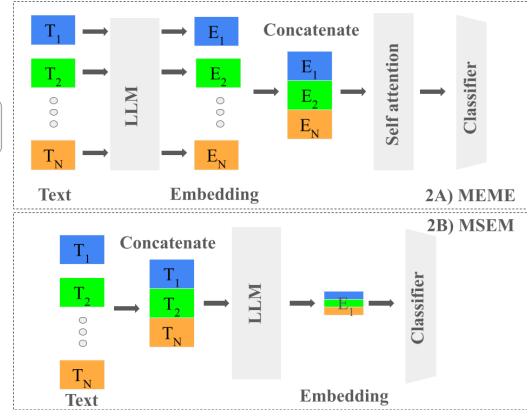 T1
T2
TN
Text
LLM
E1
E2
EN
Embedding
Concatenate
E1
E2
EN
Self attention
Classifier
2A) MEME
T1
T2
TN
Text
Concatenate
T1
T2
TN
LLM
E1
Embedding
Classifier
2B) MSEM